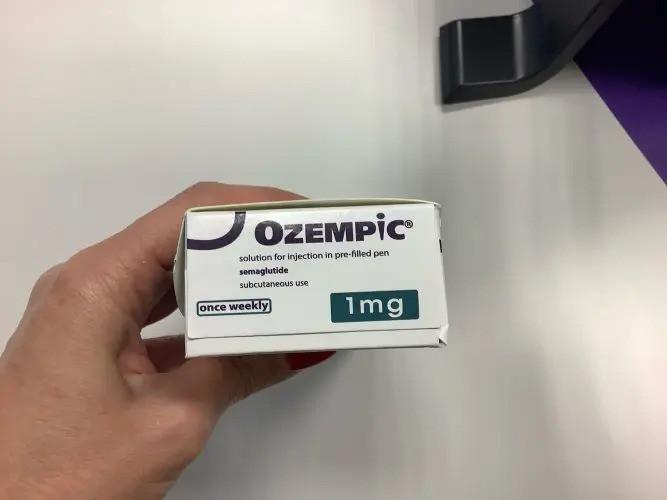 OZEMPIC®
solution for injection in pre-filled pen
semaglutide
subcutaneous use
once weekly
1mg